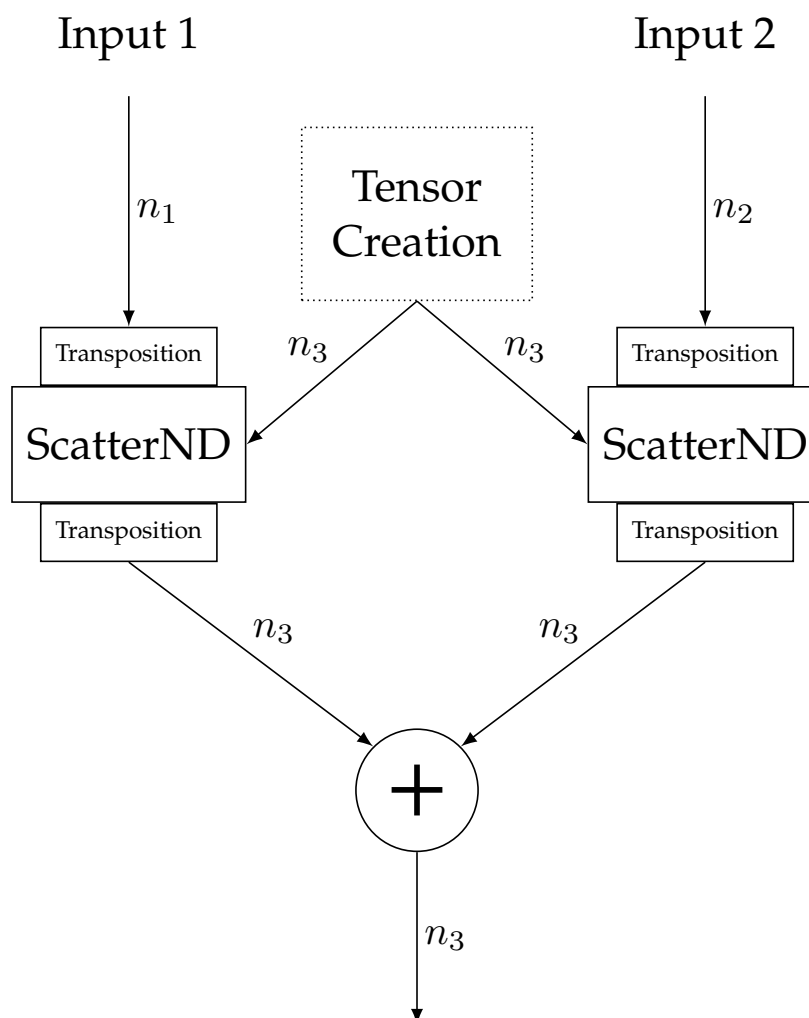 Input 1
Input 2
Tensor
Creation
n₁
n₂
n₃
n₃
Transposition
Transposition
ScatterND
ScatterND
Transposition
Transposition
n₃
n₃
+
n₃